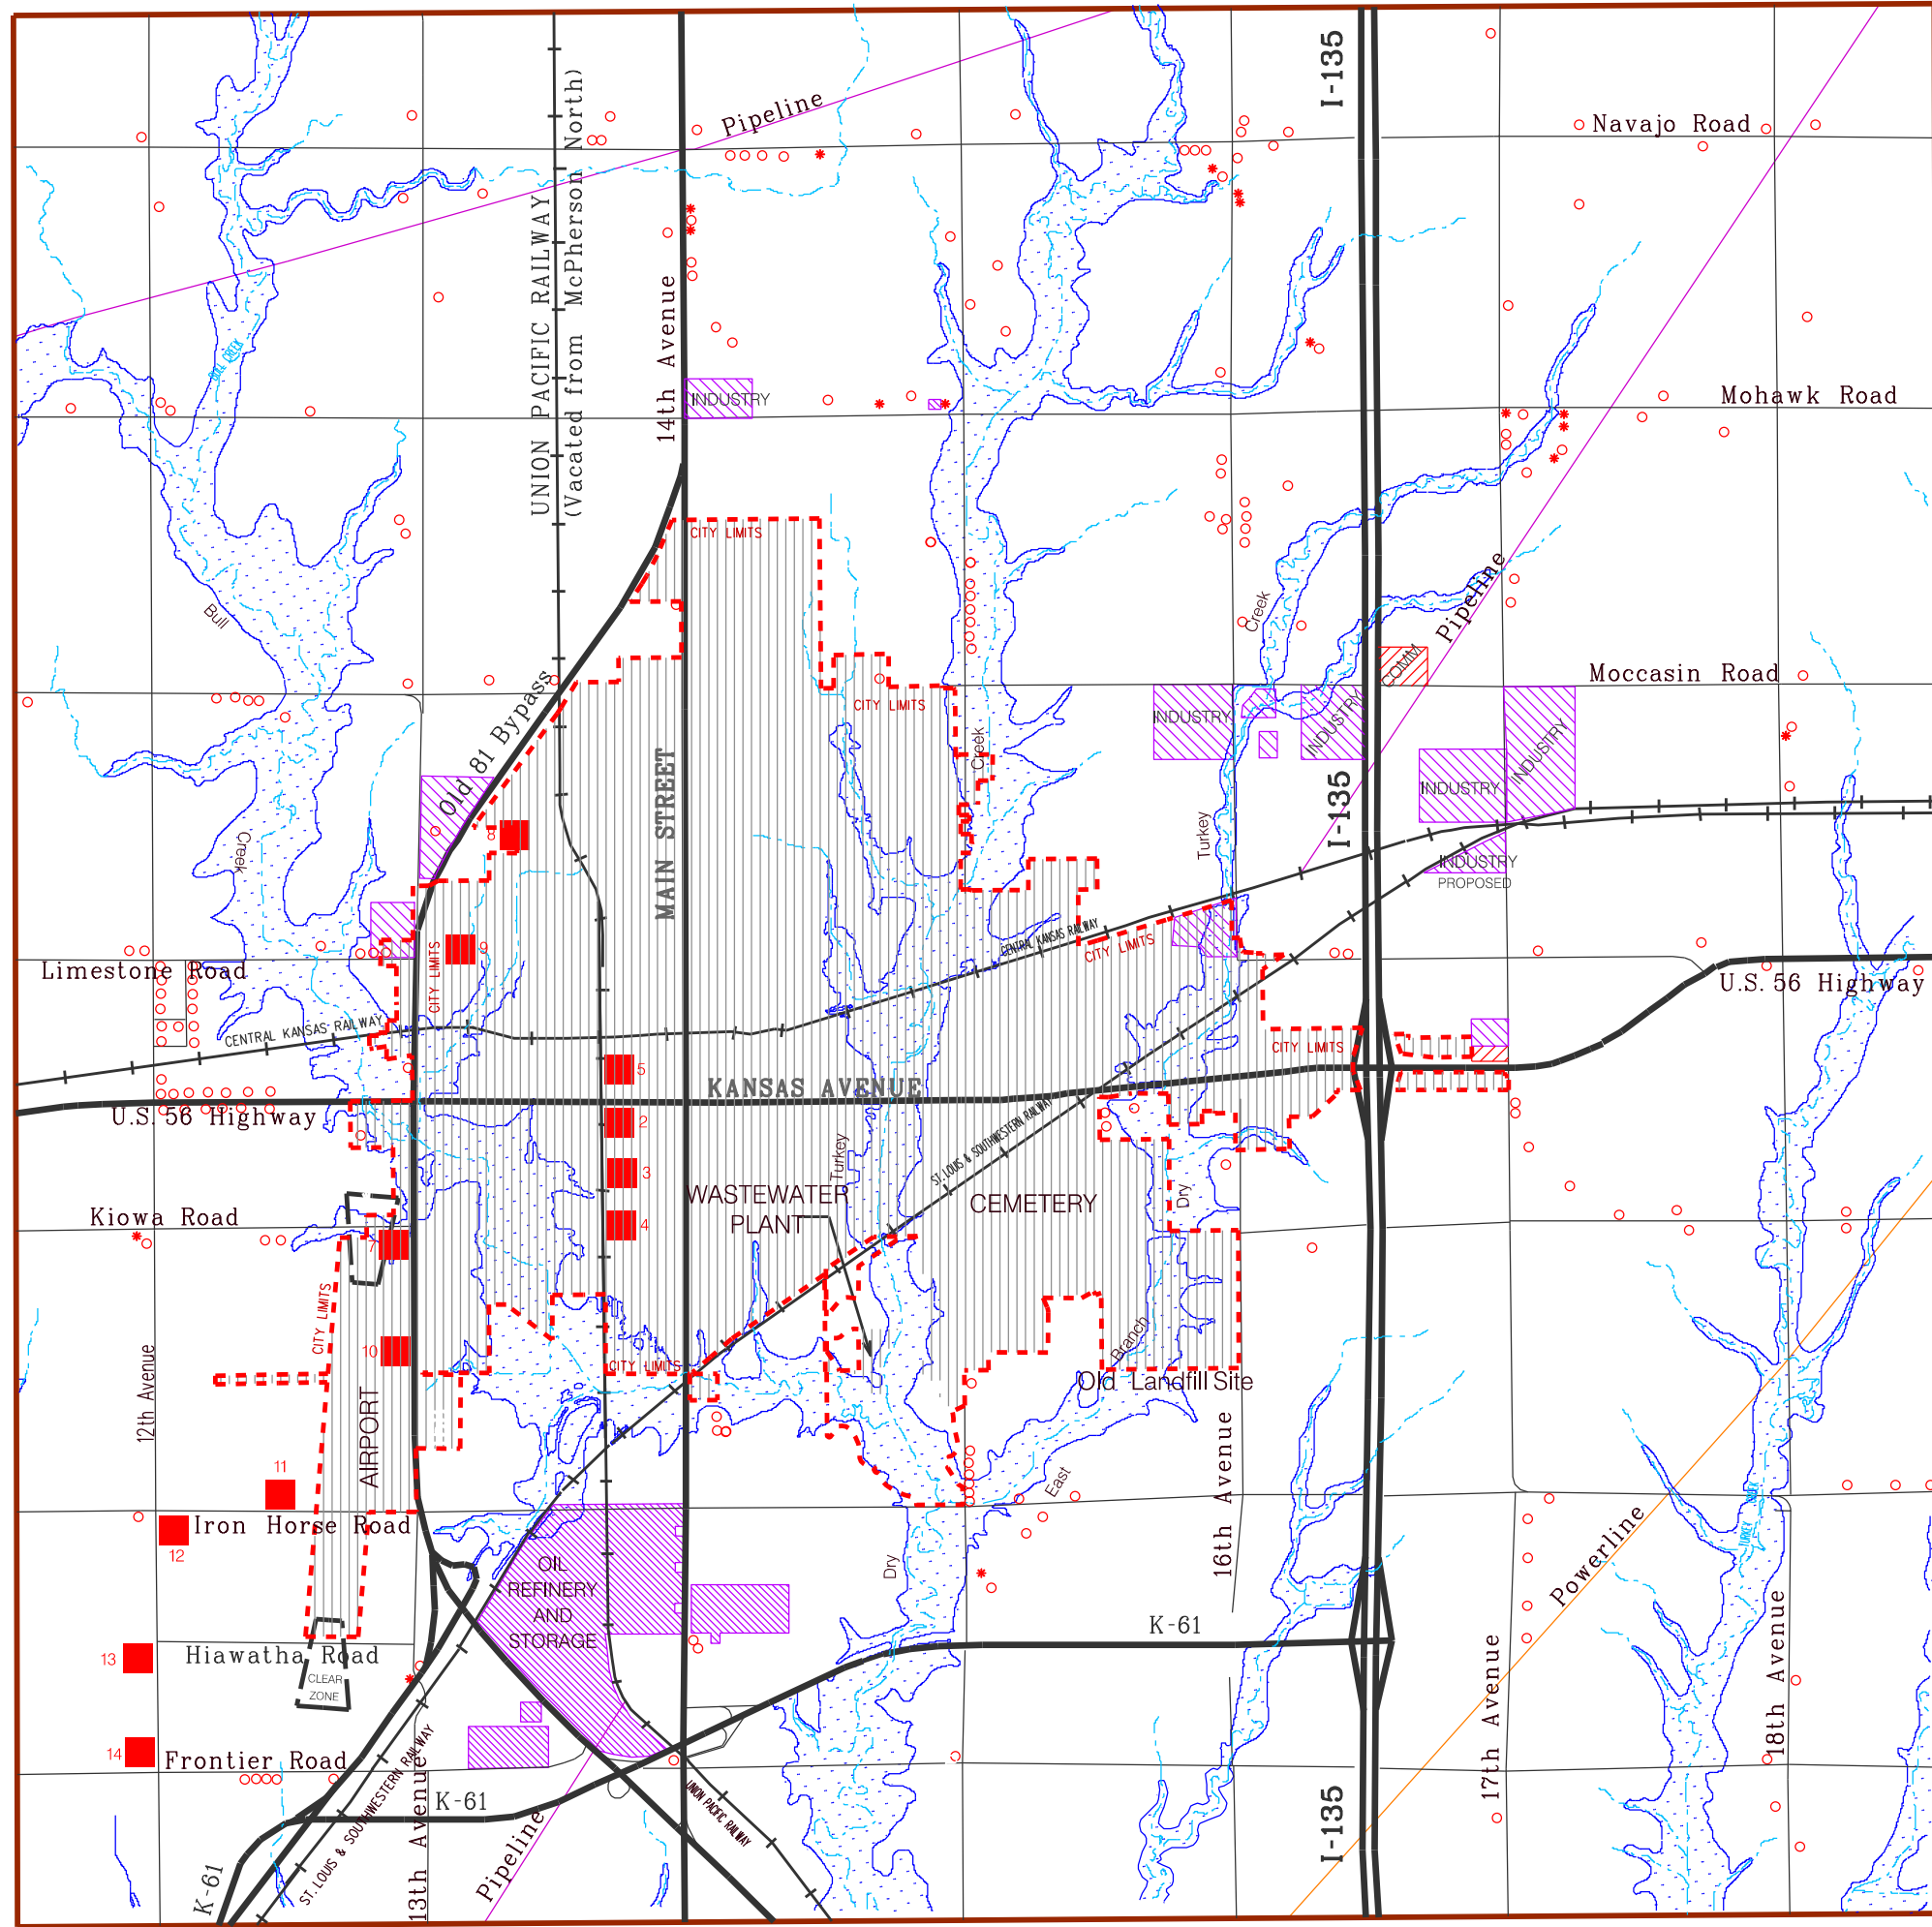 I-135
Pipeline
Navajo Road
UNION PACIFIC RAILWAY
(Vacated from McPherson North)
14th Avenue
BULL CREEK
INDUSTRY
Mohawk Road
CITY LIMITS
Pipeline
Creek
Bull
COMM
Moccasin Road
Old 81 Bypass
CITY LIMITS
Creek
INDUSTRY
INDUSTRY
INDUSTRY
INDUSTRY
MAIN STREET
I-135
Turkey
8
Creek
INDUSTRY
PROPOSED
CENTRAL KANSAS RAILWAY
CITY LIMITS
9
CITY LIMITS
Limestone Road
U.S. 56 Highway
CENTRAL KANSAS RAILWAY
CITY LIMITS
5
KANSAS AVENUE
U.S. 56 Highway
2
ST. LOUIS & SOUTHWESTERN RAILWAY
Turkey
3
WASTEWATER
PLANT
CEMETERY
Dry
Kiowa Road
4
7
CITY LIMITS
10
CITY LIMITS
Branch
Old Landfill Site
12th Avenue
AIRPORT
16th Avenue
11
East
Iron Horse Road
12
TURKEY CREEK
Powerline
Dry
OIL
REFINERY
AND
STORAGE
K-61
Hiawatha Road
13
CLEAR
ZONE
17th Avenue
18th Avenue
14
Frontier Road
ST. LOUIS & SOUTHWESTERN RAILWAY
13th Avenue
K-61
UNION PACIFIC RAILWAY
Pipeline
I-135
K-61